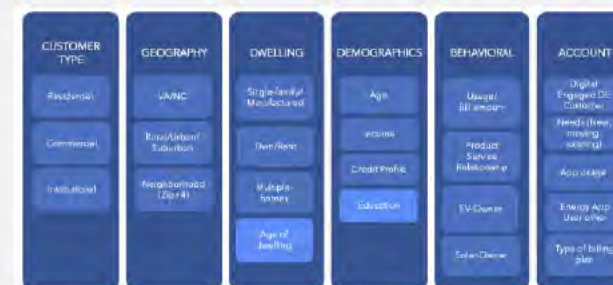 CUSTOMER
TYPE
Residential
Commercial
Institutional
GEOGRAPHY
VA/NC
Rural/Urban/
Suburban
Neighborhood
(Zip+4)
DWELLING
Single-family/
Manufactured
Own/Rent
Multiple-
homes
Age of
dwelling
DEMOGRAPHICS
Age
Income
Credit Profile
Education
BEHAVIORAL
Usage/
Bill amount
Product
Service
Relationship
EV-Owner
Solar-Owner
ACCOUNT
Digital
Engaged DE
Customer
Needs (New,
moving
existing)
App usage
Energy App
User
Type of billing
plan